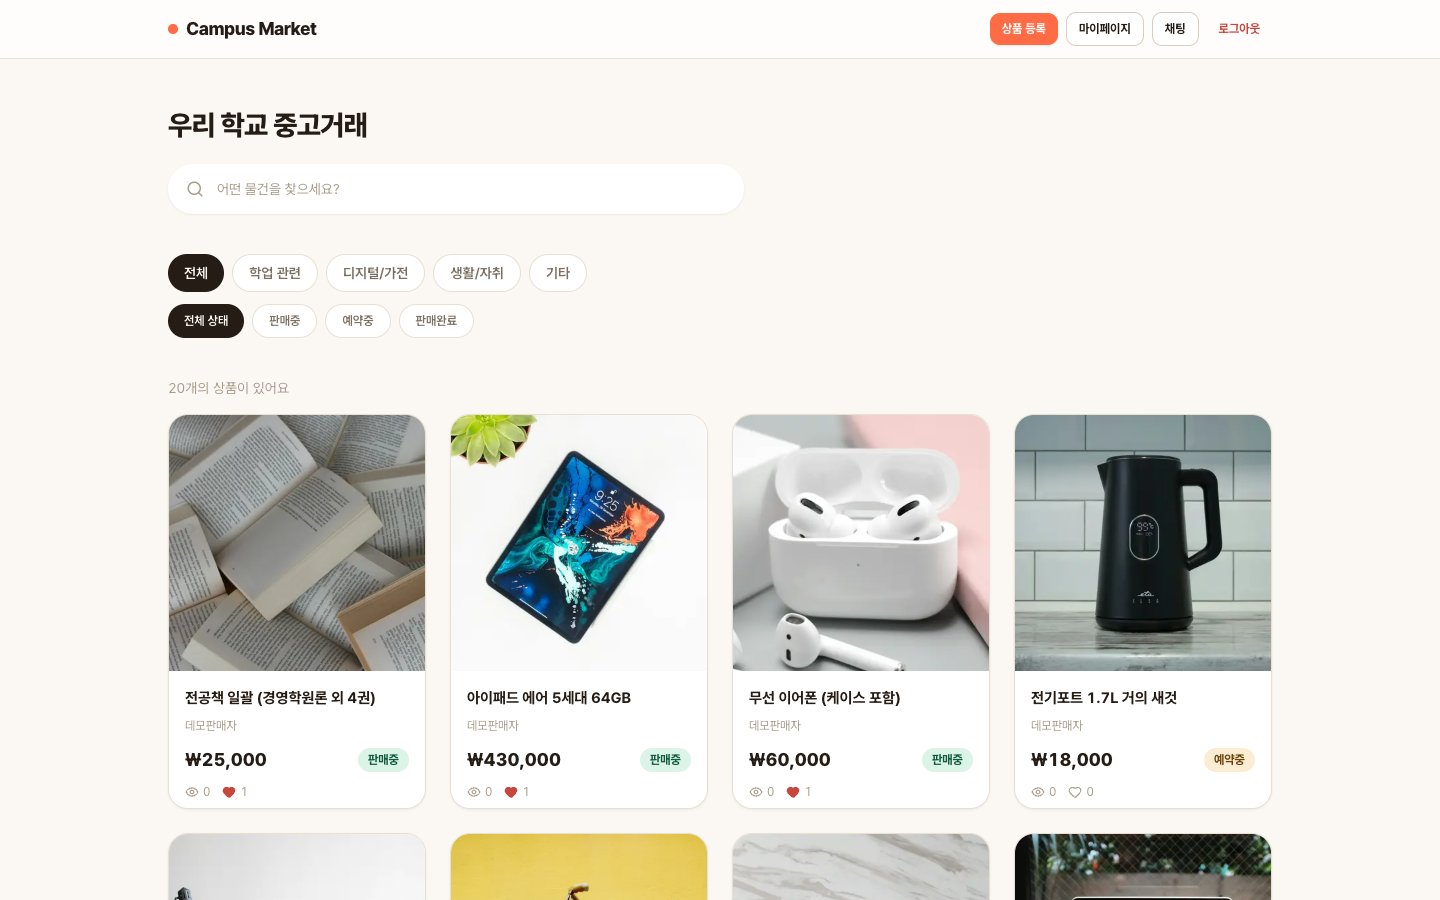 Campus Market
상품 등록
마이페이지
채팅
로그아웃
우리 학교 중고거래
어떤 물건을 찾으세요?
전체
학업 관련
디지털/가전
생활/자취
기타
전체 상태
판매중
예약중
판매완료
20개의 상품이 있어요
9:25
99°c
전공책 일괄 (경영학원론 외 4권)
데모판매자
₩25,000
판매중
0
1
아이패드 에어 5세대 64GB
데모판매자
₩430,000
판매중
0
1
무선 이어폰 (케이스 포함)
데모판매자
₩60,000
판매중
0
1
전기포트 1.7L 거의 새것
데모판매자
₩18,000
예약중
0
0